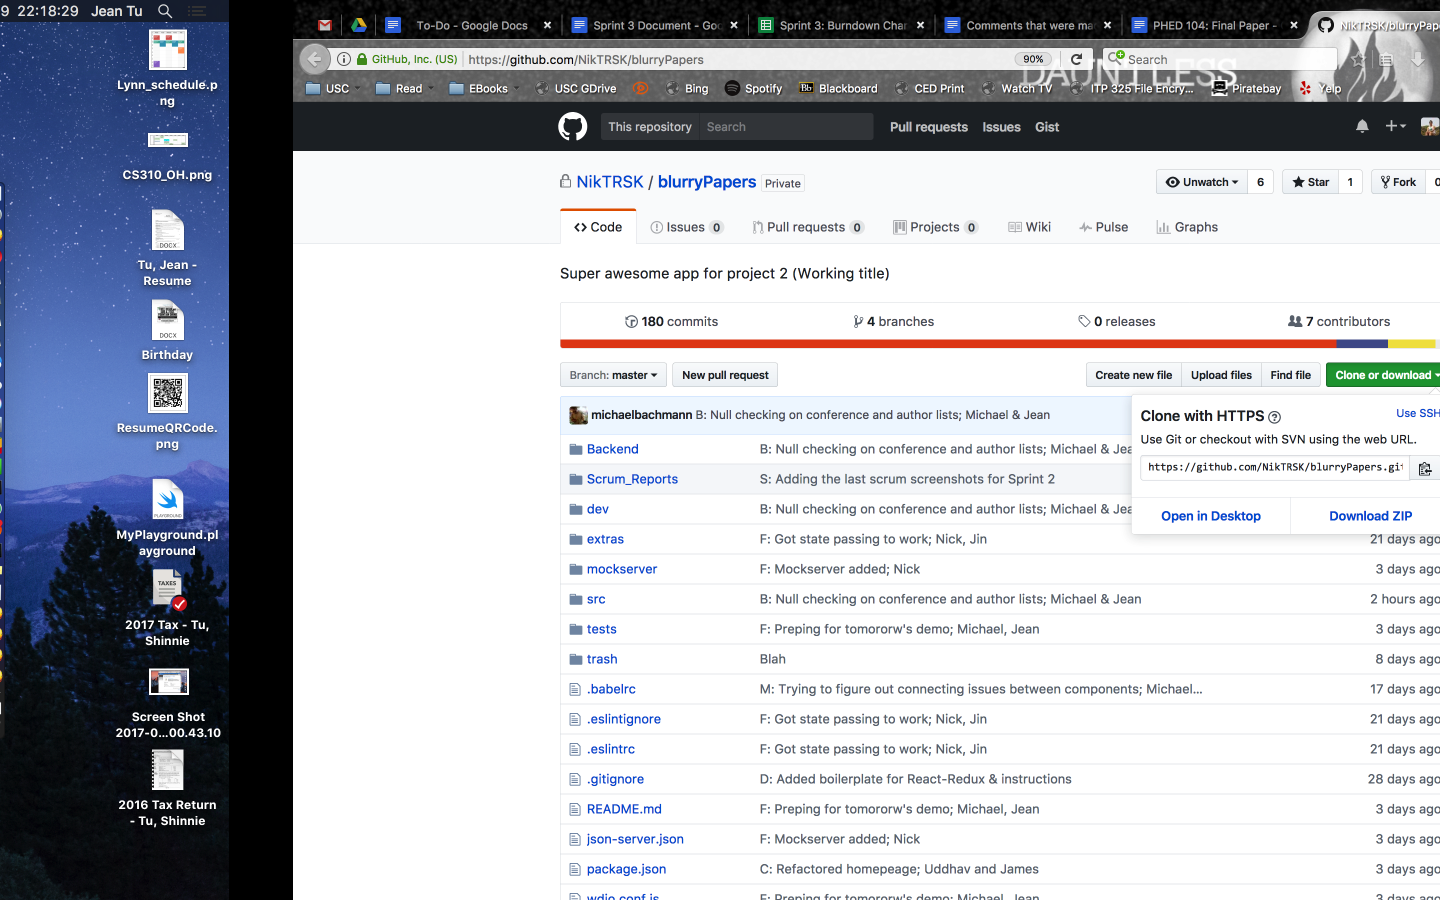 9 22:18:29 Jean Tu
Lynn_schedule.p
ng
CS310_OH.png
DOCX
Tu, Jean -
Resume
DOCX
Birthday
ResumeQRCode.
png
PLAYGROUND
MyPlayground.pl
ayground
TAXES
2017 Tax - Tu,
Shinnie
Screen Shot
2017-0...00.43.10
2016 Tax Return
- Tu, Shinnie
To-Do - Google Docs
Sprint 3 Document - Goo
Sprint 3: Burndown Char
Comments that were ma
PHED 104: Final Paper -
NikTRSK/blurryPape
GitHub, Inc. (US) https://github.com/NikTRSK/blurryPapers 90% Search
DAUNTLESS
USC Read EBooks USC GDrive Bing Spotify Bb Blackboard CED Print Watch TV ITP 325 File Encry... Piratebay Yelp
This repository Search Pull requests Issues Gist
NikTRSK / blurryPapers Private
Unwatch 6 Star 1 Fork 0
Code Issues 0 Pull requests 0 Projects 0 Wiki Pulse Graphs
Super awesome app for project 2 (Working title)
180 commits 4 branches 0 releases 7 contributors
Branch: master New pull request Create new file Upload files Find file Clone or download
michaelbachmann B: Null checking on conference and author lists; Michael & Jean
Clone with HTTPS ? Use SSH
Use Git or checkout with SVN using the web URL.
https://github.com/NikTRSK/blurryPapers.git
Open in Desktop Download ZIP
Backend B: Null checking on conference and author lists; Michael & Jea
Scrum_Reports S: Adding the last scrum screenshots for Sprint 2
dev B: Null checking on conference and author lists; Michael & Jea
extras F: Got state passing to work; Nick, Jin 21 days ago
mockserver F: Mockserver added; Nick 3 days ago
src B: Null checking on conference and author lists; Michael & Jean 2 hours ago
tests F: Preping for tomororw's demo; Michael, Jean 3 days ago
trash Blah 8 days ago
.babelrc M: Trying to figure out connecting issues between components; Michael... 17 days ago
.eslintignore F: Got state passing to work; Nick, Jin 21 days ago
.eslintrc F: Got state passing to work; Nick, Jin 21 days ago
.gitignore D: Added boilerplate for React-Redux & instructions 28 days ago
README.md F: Preping for tomororw's demo; Michael, Jean 3 days ago
json-server.json F: Mockserver added; Nick 3 days ago
package.json C: Refactored homepeage; Uddhav and James 3 days ago
wdio.conf.js F: Preping for tomororw's demo; Michael, Jean 3 days ago